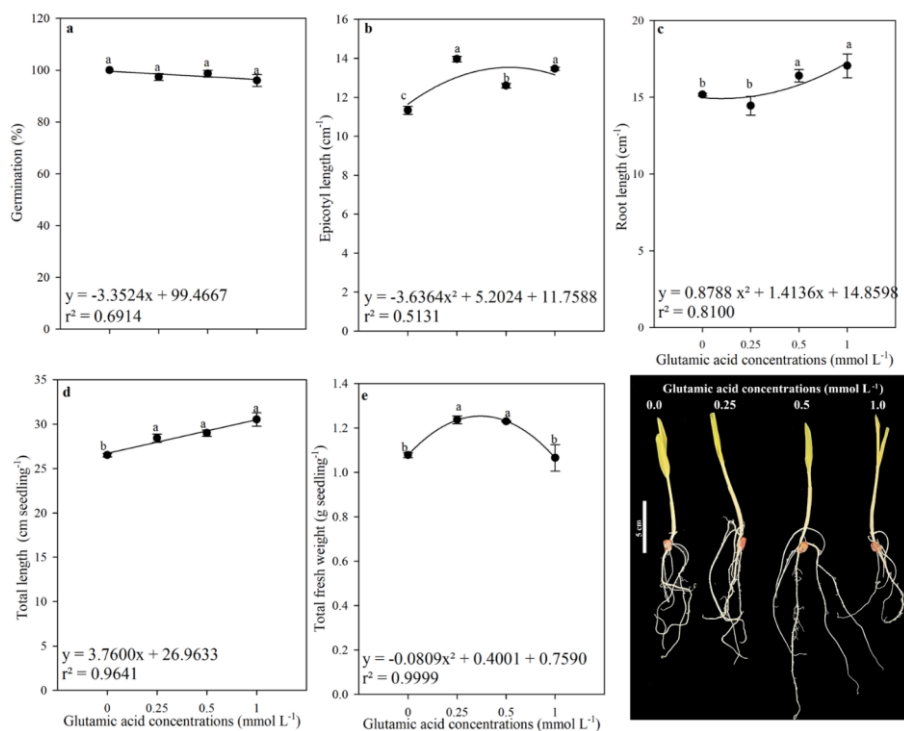 a
120
100
80
60
40
20
0
Germination (%)
a
a
a
a
y = -3.3524x + 99.4667
r² = 0.6914
b
16
14
12
10
8
6
4
2
0
Epicotyl length (cm⁻¹)
c
a
b
a
y = -3.6364x² + 5.2024 + 11.7588
r² = 0.5131
c
20
15
10
5
0
Root length (cm⁻¹)
b
b
a
a
y = 0.8788 x² + 1.4136x + 14.8598
r² = 0.8100
0 0.25 0.5 1
Glutamic acid concentrations (mmol L⁻¹)
d
35
30
25
20
15
10
5
0
Total length (cm seedling⁻¹)
b
a
a
a
y = 3.7600x + 26.9633
r² = 0.9641
0 0.25 0.5 1
Glutamic acid concentrations (mmol L⁻¹)
e
1.4
1.2
1.0
0.8
0.6
0.4
0.2
0.0
Total fresh weight (g seedling⁻¹)
b
a
a
b
y = -0.0809x² + 0.4001 + 0.7590
r² = 0.9999
0 0.25 0.5 1
Glutamic acid concentrations (mmol L⁻¹)
Glutamic acid concentrations (mmol L⁻¹)
0.0 0.25 0.5 1.0
5 cm